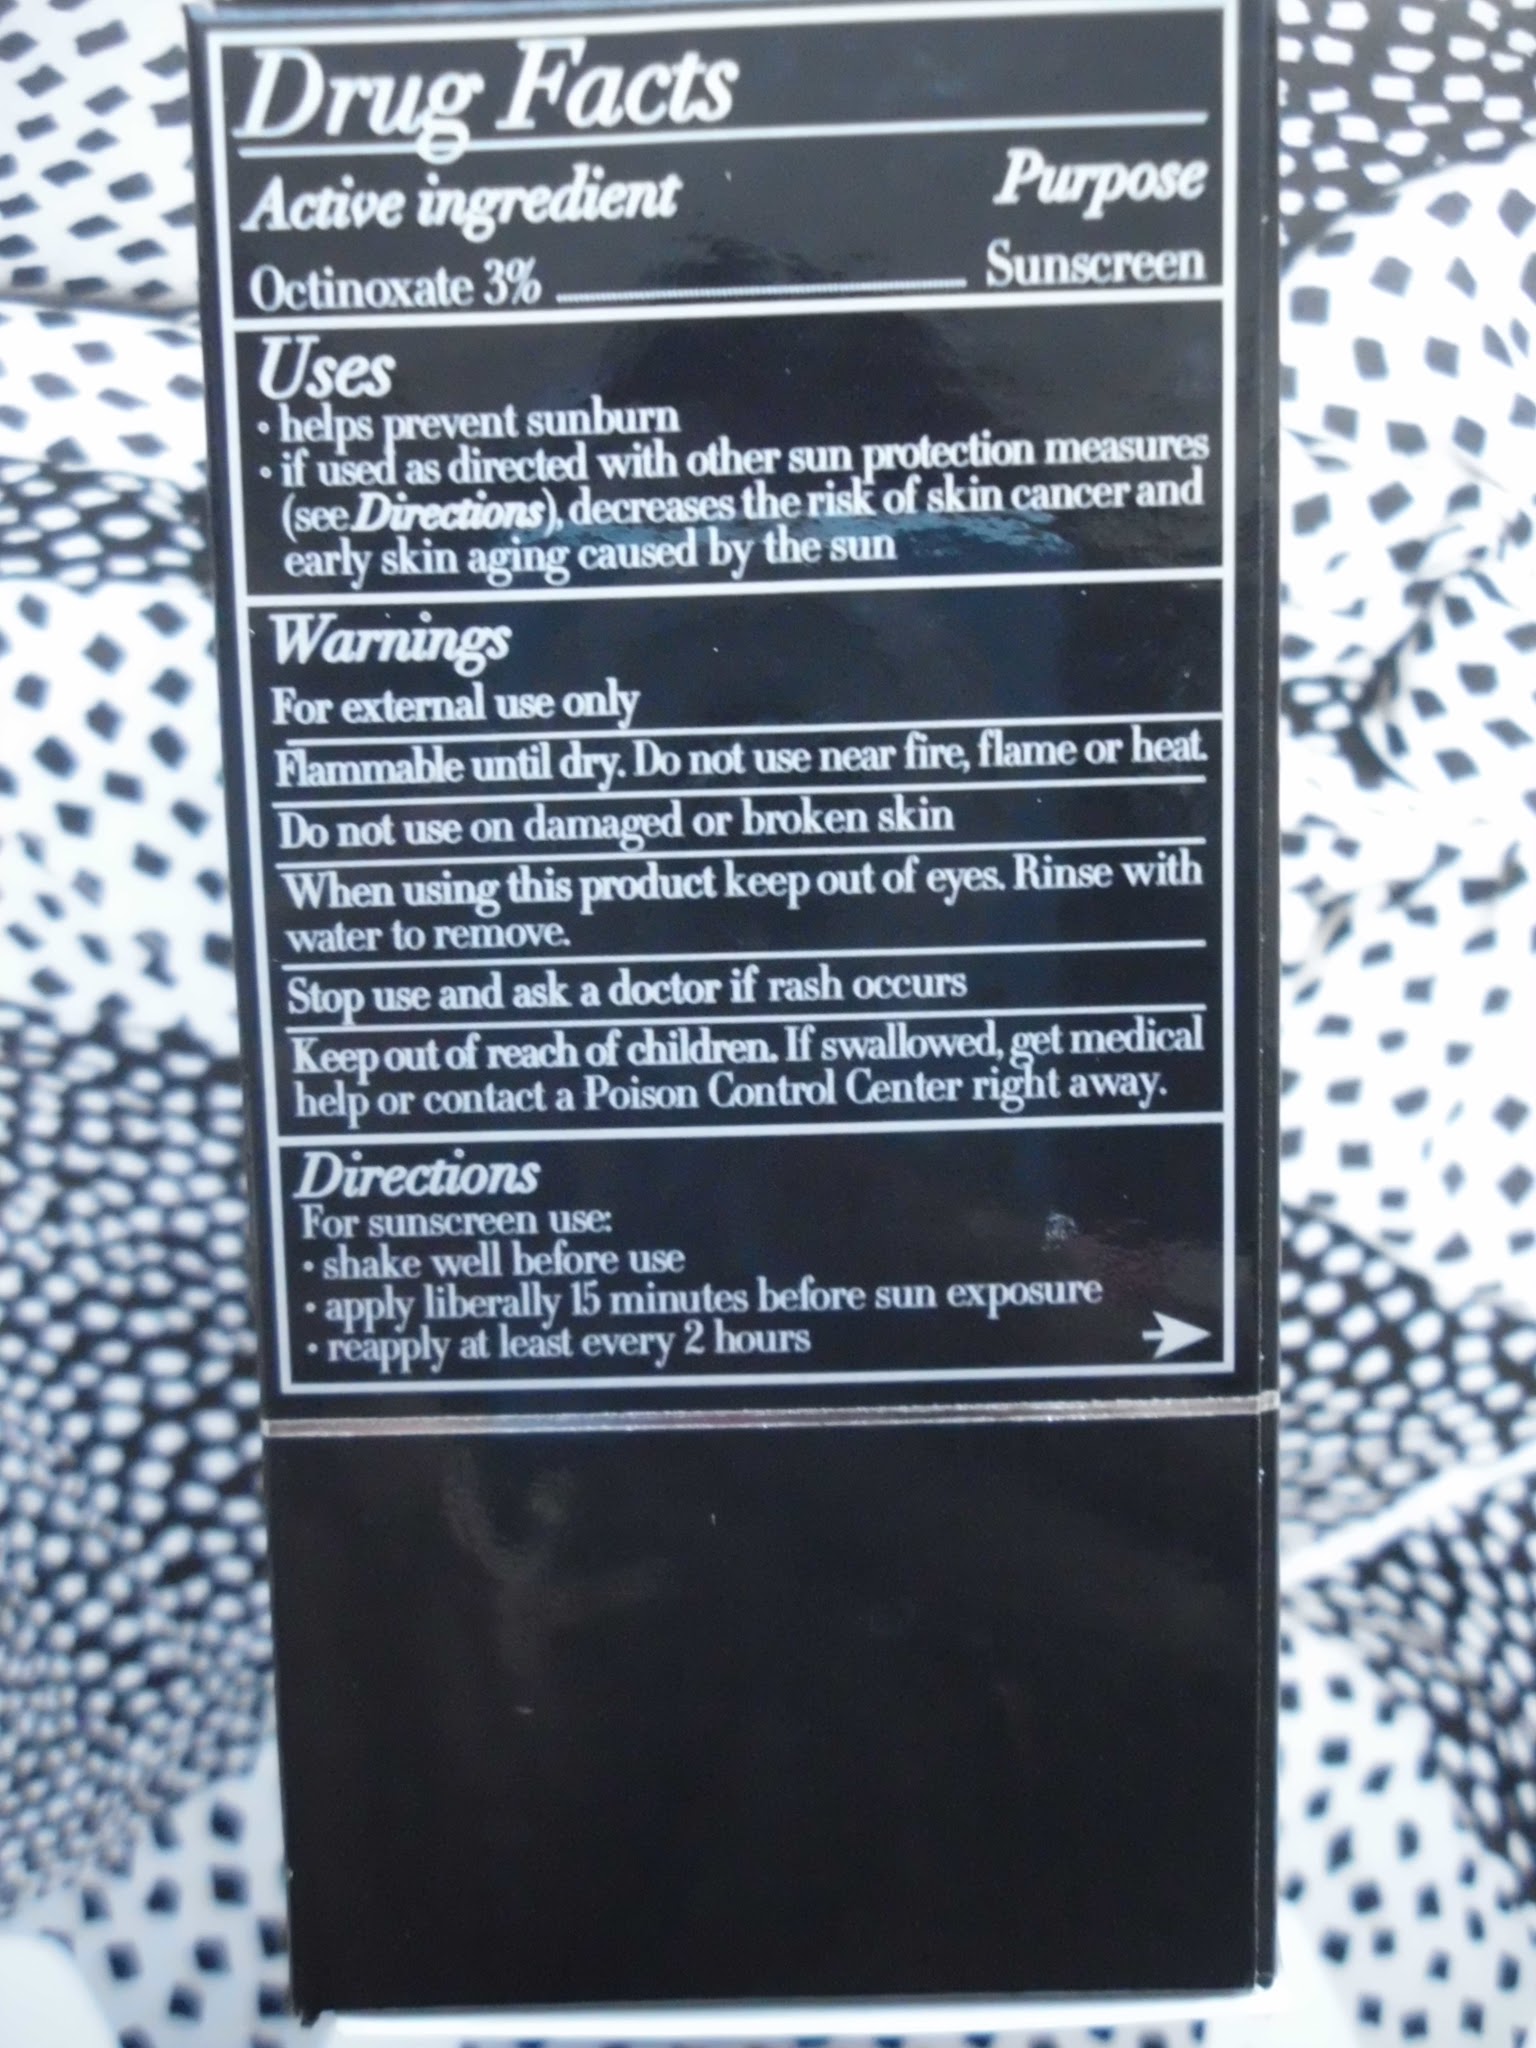 Drug Facts
Active ingredient Purpose
Octinoxate 3% Sunscreen
Uses
• helps prevent sunburn
• if used as directed with other sun protection measures
(see Directions), decreases the risk of skin cancer and
early skin aging caused by the sun
Warnings
For external use only
Flammable until dry. Do not use near fire, flame or heat.
Do not use on damaged or broken skin
When using this product keep out of eyes. Rinse with
water to remove.
Stop use and ask a doctor if rash occurs
Keep out of reach of children. If swallowed, get medical
help or contact a Poison Control Center right away.
Directions
For sunscreen use:
• shake well before use
• apply liberally 15 minutes before sun exposure
• reapply at least every 2 hours